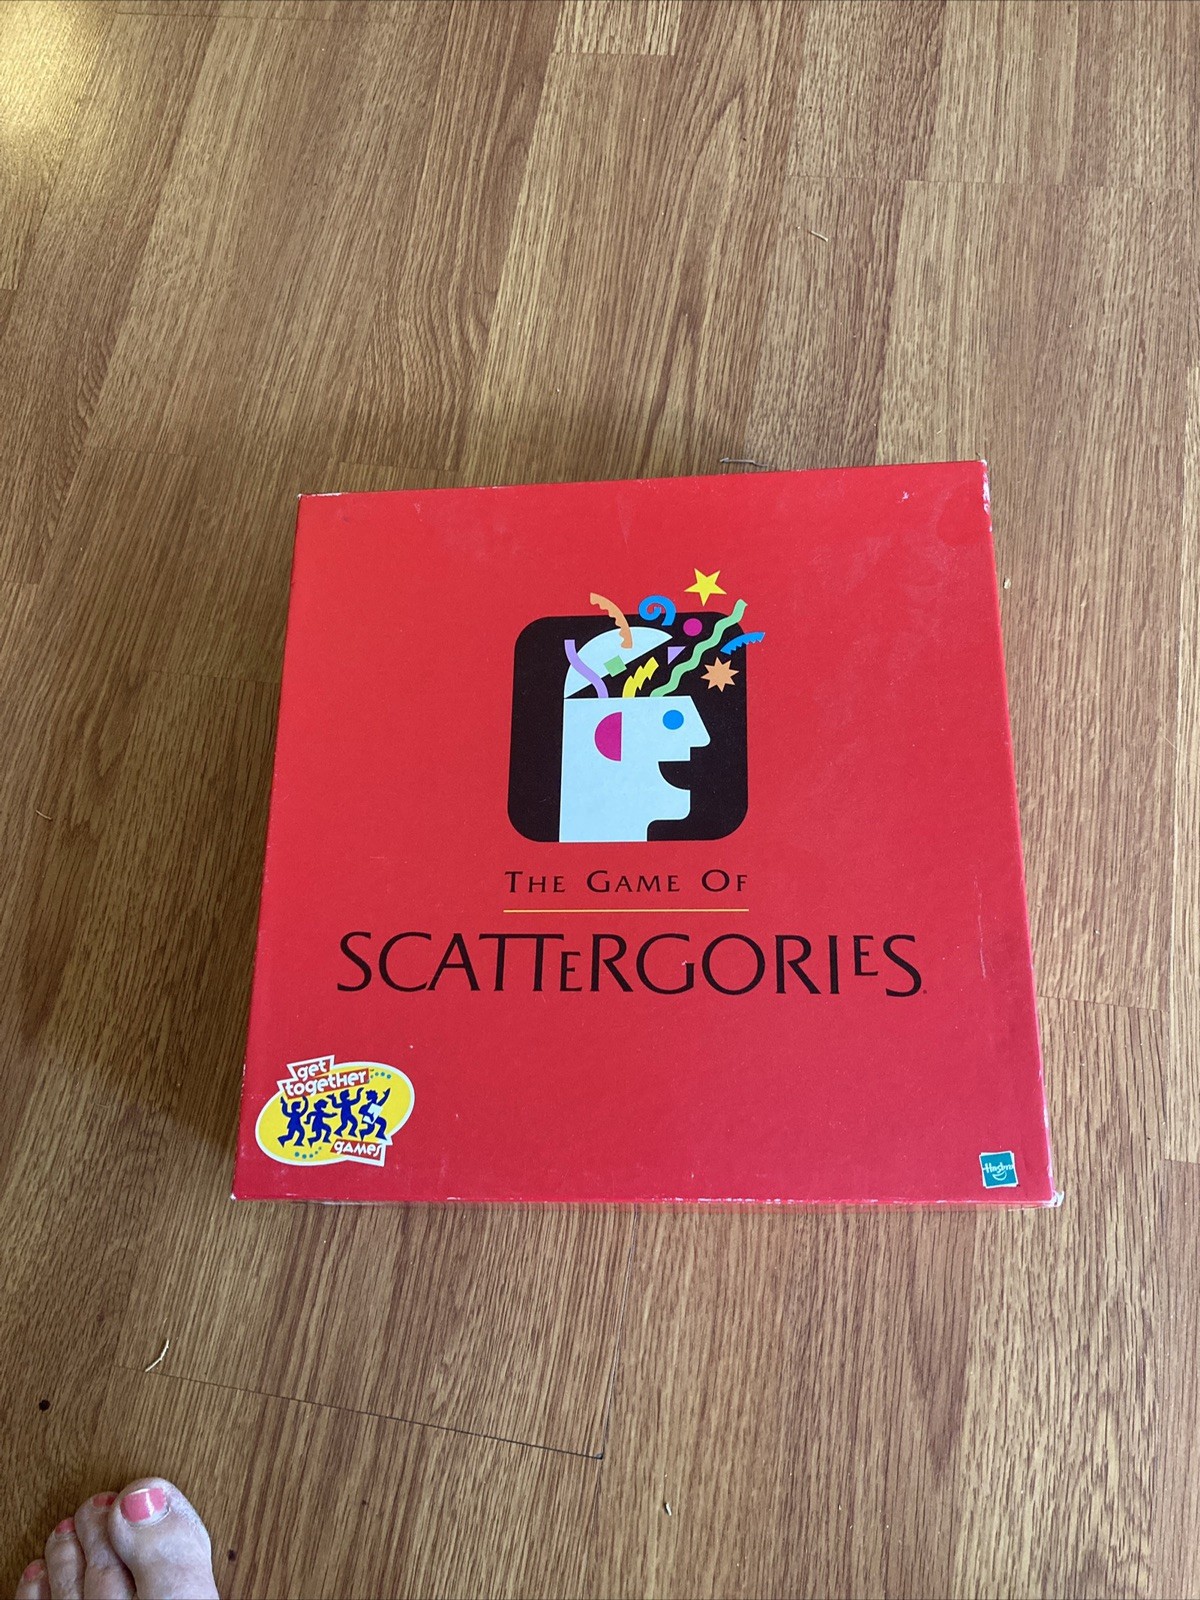 THE GAME OF
SCATTERGORIES
get
together
games
Hasbro